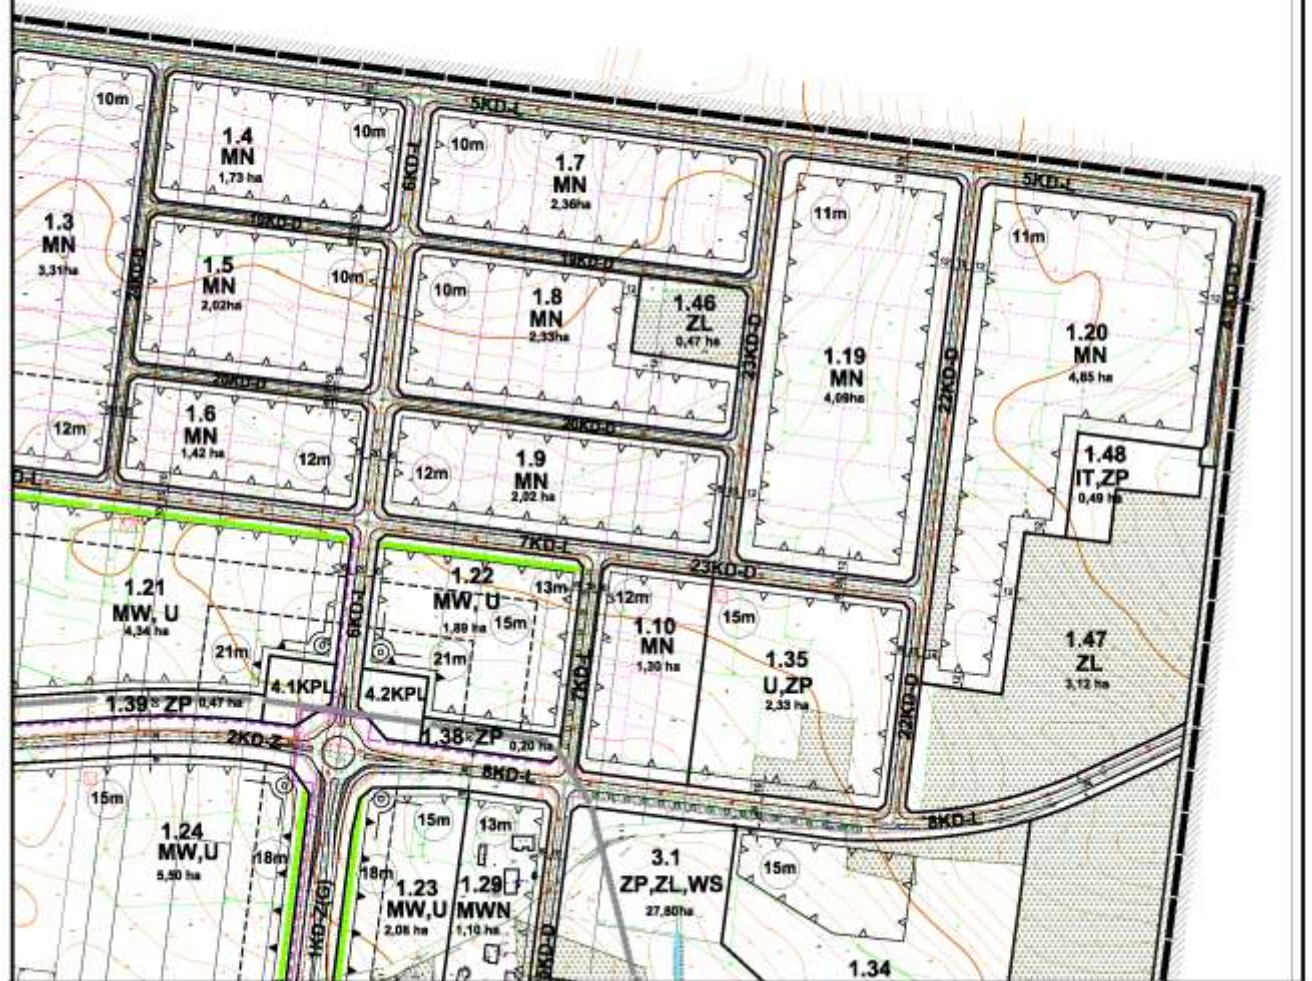 5KD-L
10m
1.4
MN
1,73 ha
10m
6KD-L
10m
1.7
MN
2,36ha
5KD-L
11m
11m
1.3
MN
3,31ha
19KD-D
1.5
MN
2,02ha
10m
10m
19KD-D
1.8
MN
2,33ha
12
1.46
ZL
0,47 ha
23KD-D
1.19
MN
4,09ha
22KD-D
1.20
MN
4,65 ha
20KD-D
20KD-D
12m
1.6
MN
1,42 ha
12m
12m
1.9
MN
2,02 ha
1.48
IT,ZP
0,49 ha
7KD-L
23KD-D
1.21
MW, U
4,34 ha
21m
6KD-L
1.22
MW, U
1,89 ha
13m
15m
21m
7KD-L
12m
1.10
MN
1,30 ha
15m
1.35
U,ZP
2,33 ha
22KD-D
1.47
ZL
3,12 ha
4.1KPL
4.2KPL
1.39 ZP 0,47 ha
2KD-Z
1.38 ZP 0,20 ha
8KD-L
8KD-L
15m
1.24
MW,U
5,50 ha
18m
1KD-Z(G)
18m
15m
1.23
MW,U
2,08 ha
13m
1.29
MWN
1,10 ha
3.1
ZP,ZL,WS
27,80ha
15m
1.34